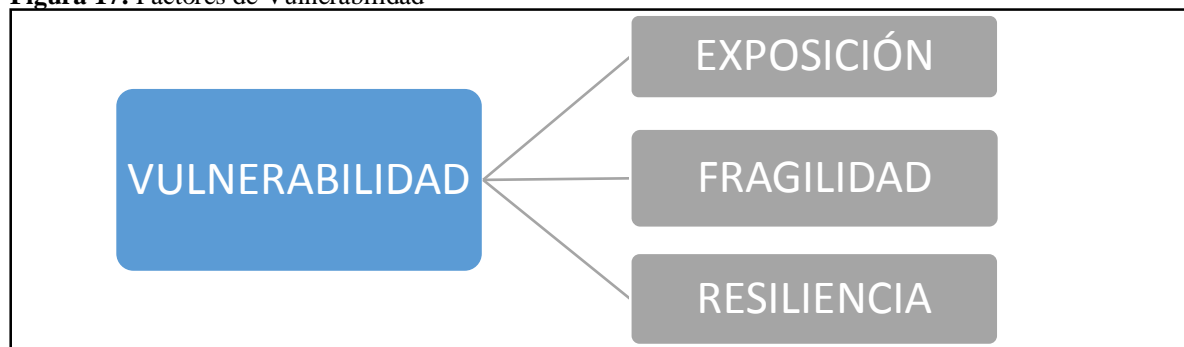 Figura 17. Factores de Vulnerabilidad
EXPOSICIÓN
VULNERABILIDAD
FRAGILIDAD
RESILIENCIA